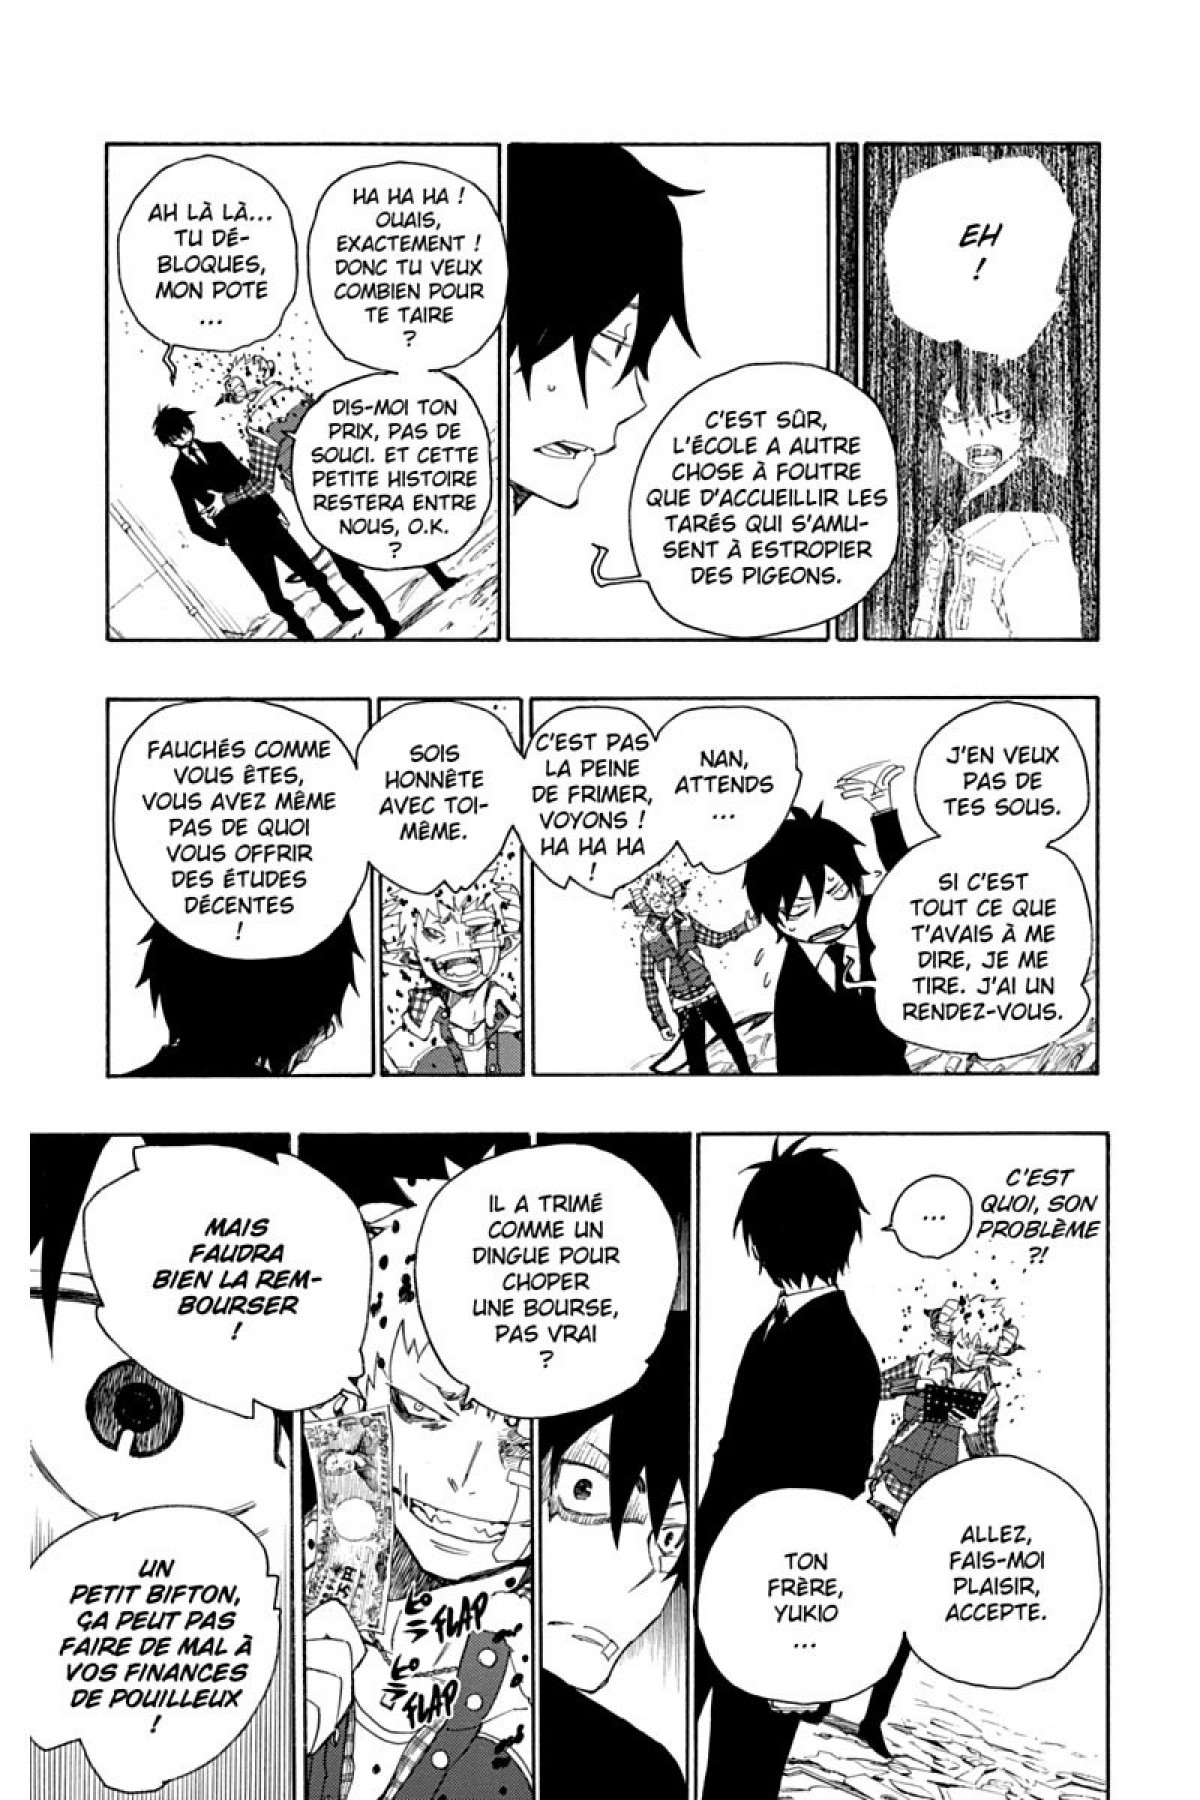 EH
!
C'EST SÛR,
L'ÉCOLE A AUTRE
CHOSE À FOUTRE
QUE D'ACCUEILLIR LES
TARÉS QUI S'AMU-
SENT À ESTROPIER
DES PIGEONS.
HA HA HA !
OUAIS,
EXACTEMENT !
DONC TU VEUX
COMBIEN POUR
TE TAIRE
?
DIS-MOI TON
PRIX, PAS DE
SOUCI. ET CETTE
PETITE HISTOIRE
RESTERA ENTRE
NOUS, O.K.
?
AH LÀ LÀ...
TU DÉ-
BLOQUES,
MON POTE
...
J'EN VEUX
PAS DE
TES SOUS.
SI C'EST
TOUT CE QUE
T'AVAIS À ME
DIRE, JE ME
TIRE. J'AI UN
RENDEZ-VOUS.
NAN,
ATTENDS
...
C'EST PAS
LA PEINE
DE FRIMER,
VOYONS !
HA HA HA
!
SOIS
HONNÊTE
AVEC TOI-
MÊME.
FAUCHÉS COMME
VOUS ÊTES,
VOUS AVEZ MÊME
PAS DE QUOI
VOUS OFFRIR
DES ÉTUDES
DÉCENTES
!
C'EST
QUOI, SON
PROBLÈME
?!
...
ALLEZ,
FAIS-MOI
PLAISIR,
ACCEPTE.
TON
FRÈRE,
YUKIO
...
IL A TRIMÉ
COMME UN
DINGUE POUR
CHOPER
UNE BOURSE,
PAS VRAI
?
ピ
FLAP
ピ
FLAP
MAIS
FAUDRA
BIEN LA REM-
BOURSER
!
UN
PETIT BIFTON,
ÇA PEUT PAS
FAIRE DE MAL À
VOS FINANCES
DE POUILLEUX
!